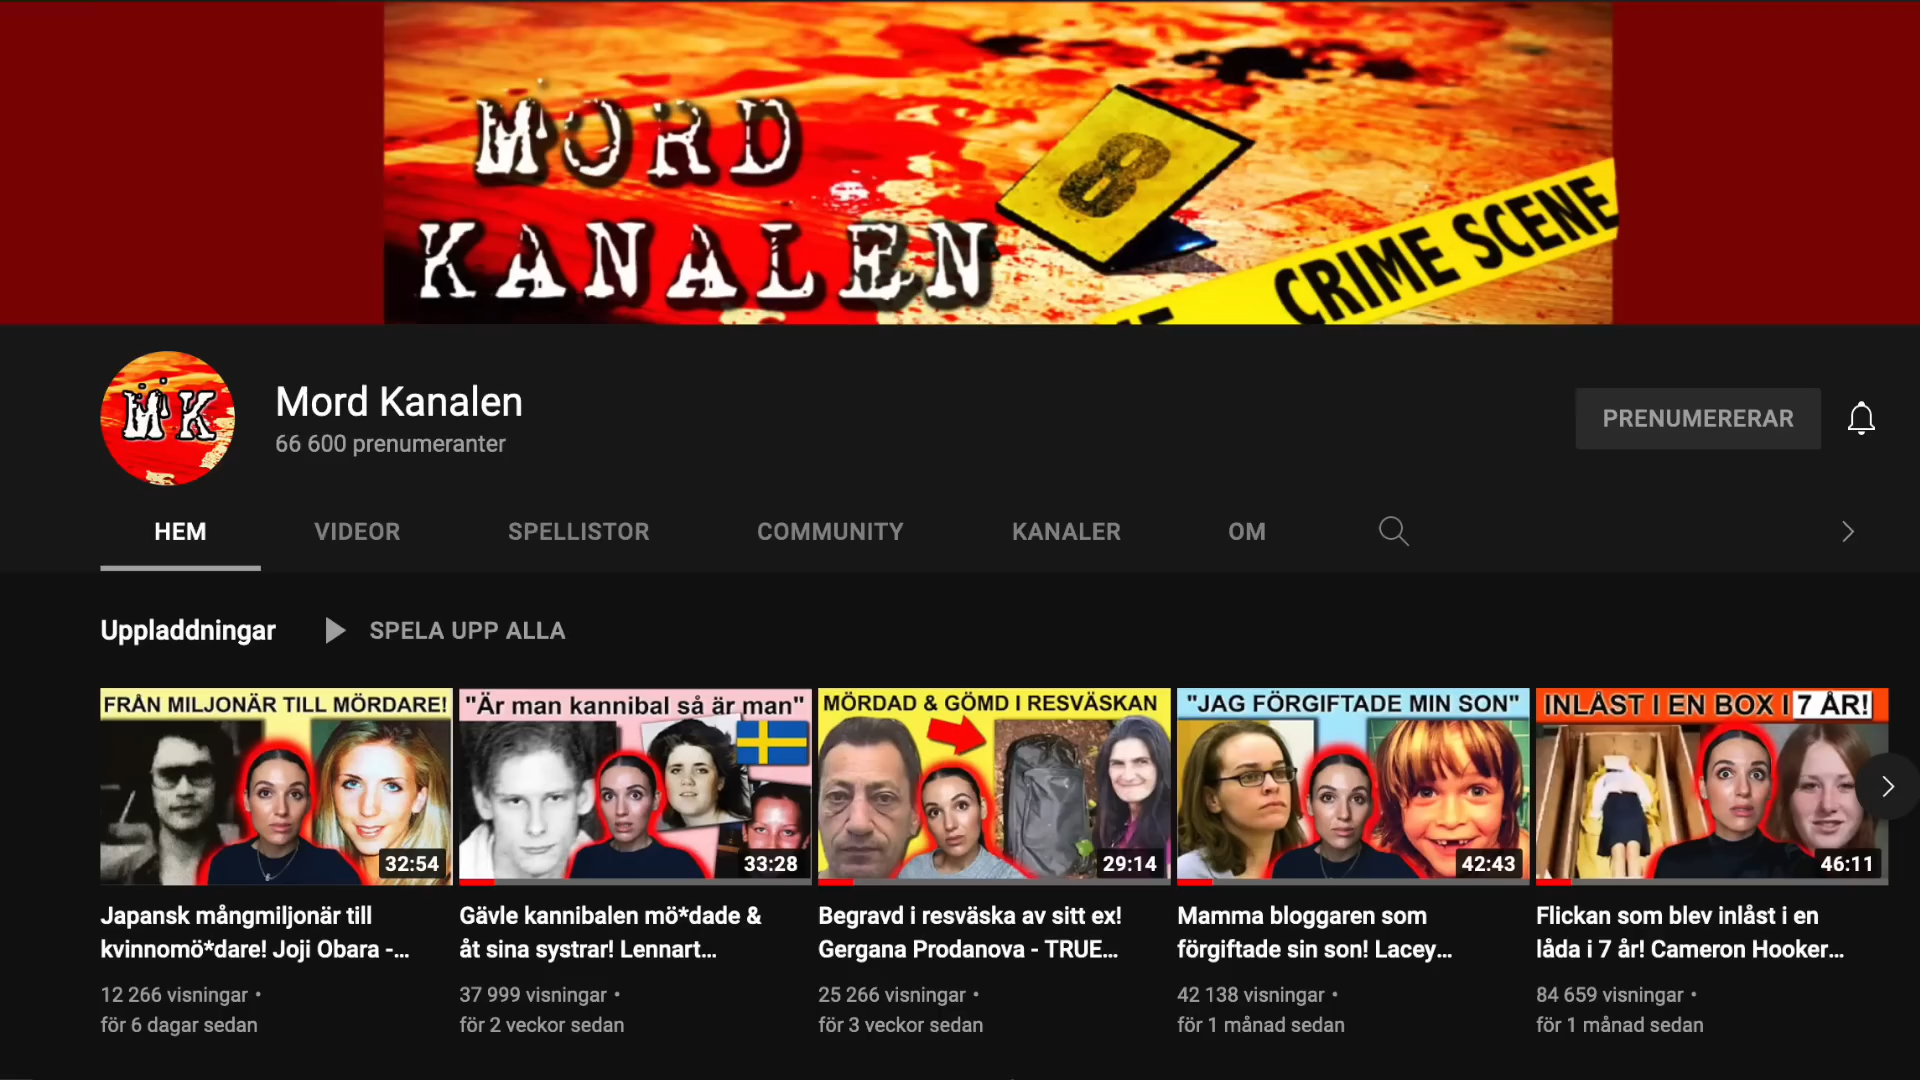 MORD
KANALEN
8
CRIME SCENE
MK
Mord Kanalen
66 600 prenumeranter
PRENUMERERAR
HEM
VIDEOR
SPELLISTOR
COMMUNITY
KANALER
OM
Uppladdningar
SPELA UPP ALLA
FRÅN MILJONÄR TILL MÖRDARE!
32:54
Japansk mångmiljonär till
kvinnomö*dare! Joji Obara -...
12 266 visningar •
för 6 dagar sedan
"Är man kannibal så är man"
33:28
Gävle kannibalen mö*dade &
åt sina systrar! Lennart...
37 999 visningar •
för 2 veckor sedan
MÖRDAD & GÖMD I RESVÄSKAN
29:14
Begravd i resväska av sitt ex!
Gergana Prodanova - TRUE...
25 266 visningar •
för 3 veckor sedan
"JAG FÖRGIFTADE MIN SON"
42:43
Mamma bloggaren som
förgiftade sin son! Lacey...
42 138 visningar •
för 1 månad sedan
INLÅST I EN BOX I 7 ÅR!
46:11
Flickan som blev inlåst i en
låda i 7 år! Cameron Hooker...
84 659 visningar •
för 1 månad sedan